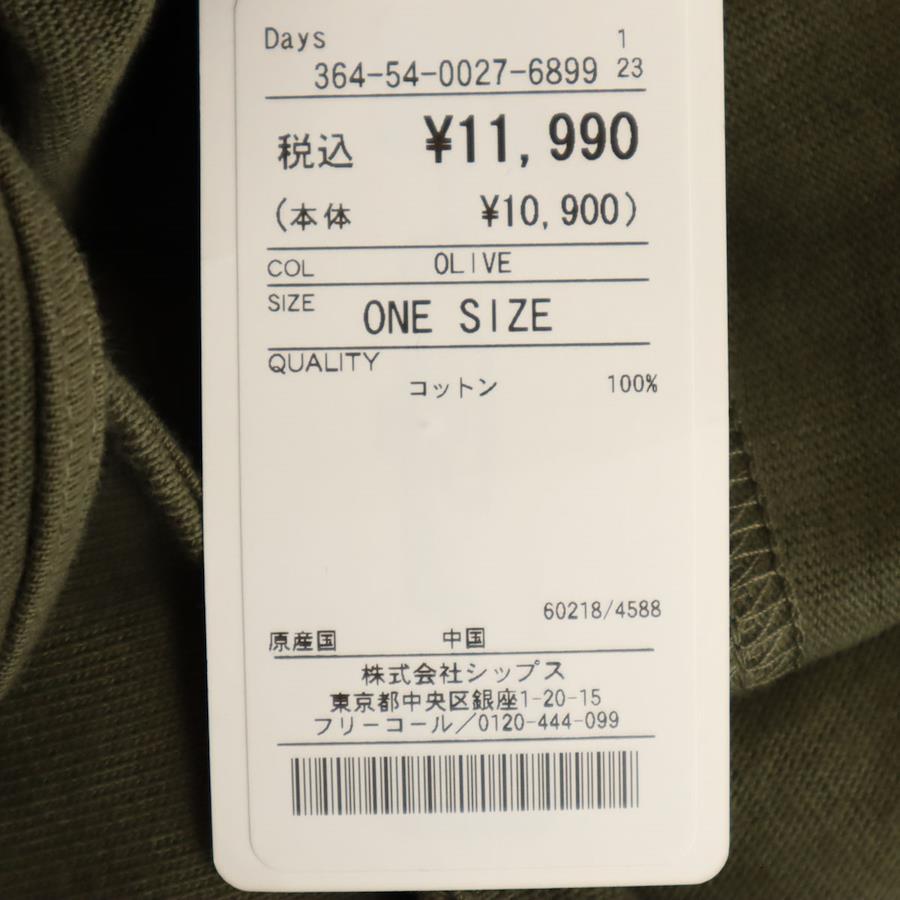 Days 1
364-54-0027-6899 23
税込 ¥11,990
(本体 ¥10,900)
COL OLIVE
SIZE ONE SIZE
QUALITY
コットン 100%
60218/4588
原産国 中国
株式会社シップス
東京都中央区銀座1-20-15
フリーコール／0120-444-099